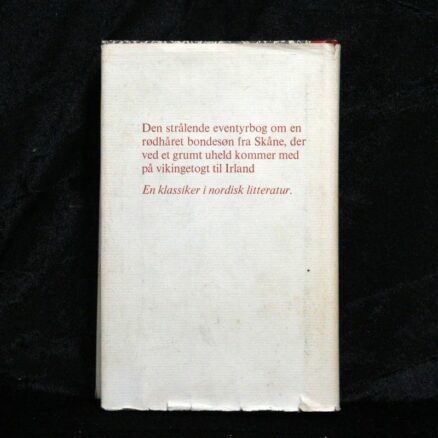 Den strålende eventyrbog om en
rødhåret bondesøn fra Skåne, der
ved et grumt uheld kommer med
på vikingetogt til Irland
En klassiker i nordisk litteratur.